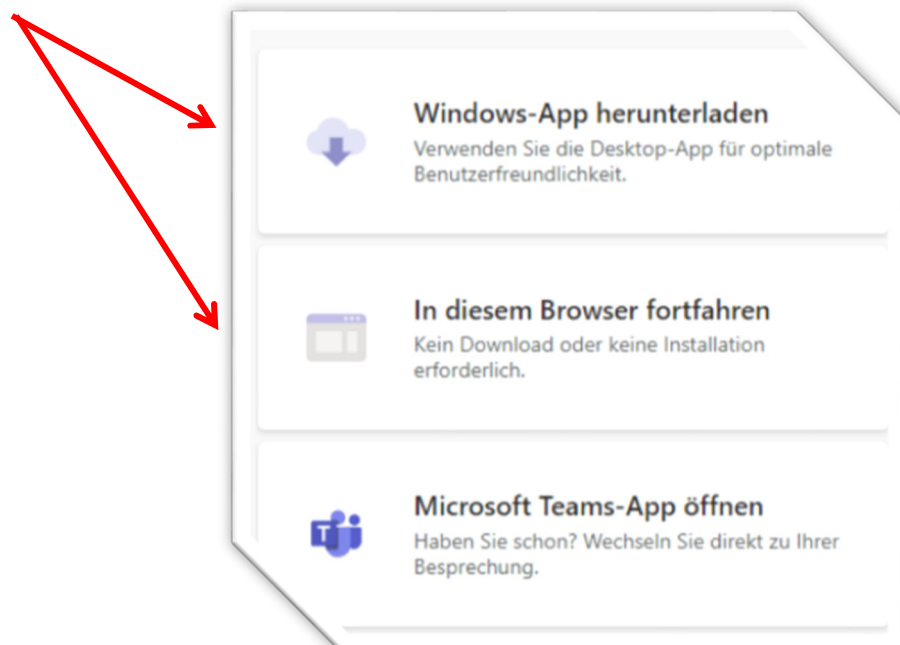 Windows-App herunterladen
Verwenden Sie die Desktop-App für optimale
Benutzerfreundlichkeit.
In diesem Browser fortfahren
Kein Download oder keine Installation
erforderlich.
T
Microsoft Teams-App öffnen
Haben Sie schon? Wechseln Sie direkt zu Ihrer
Besprechung.